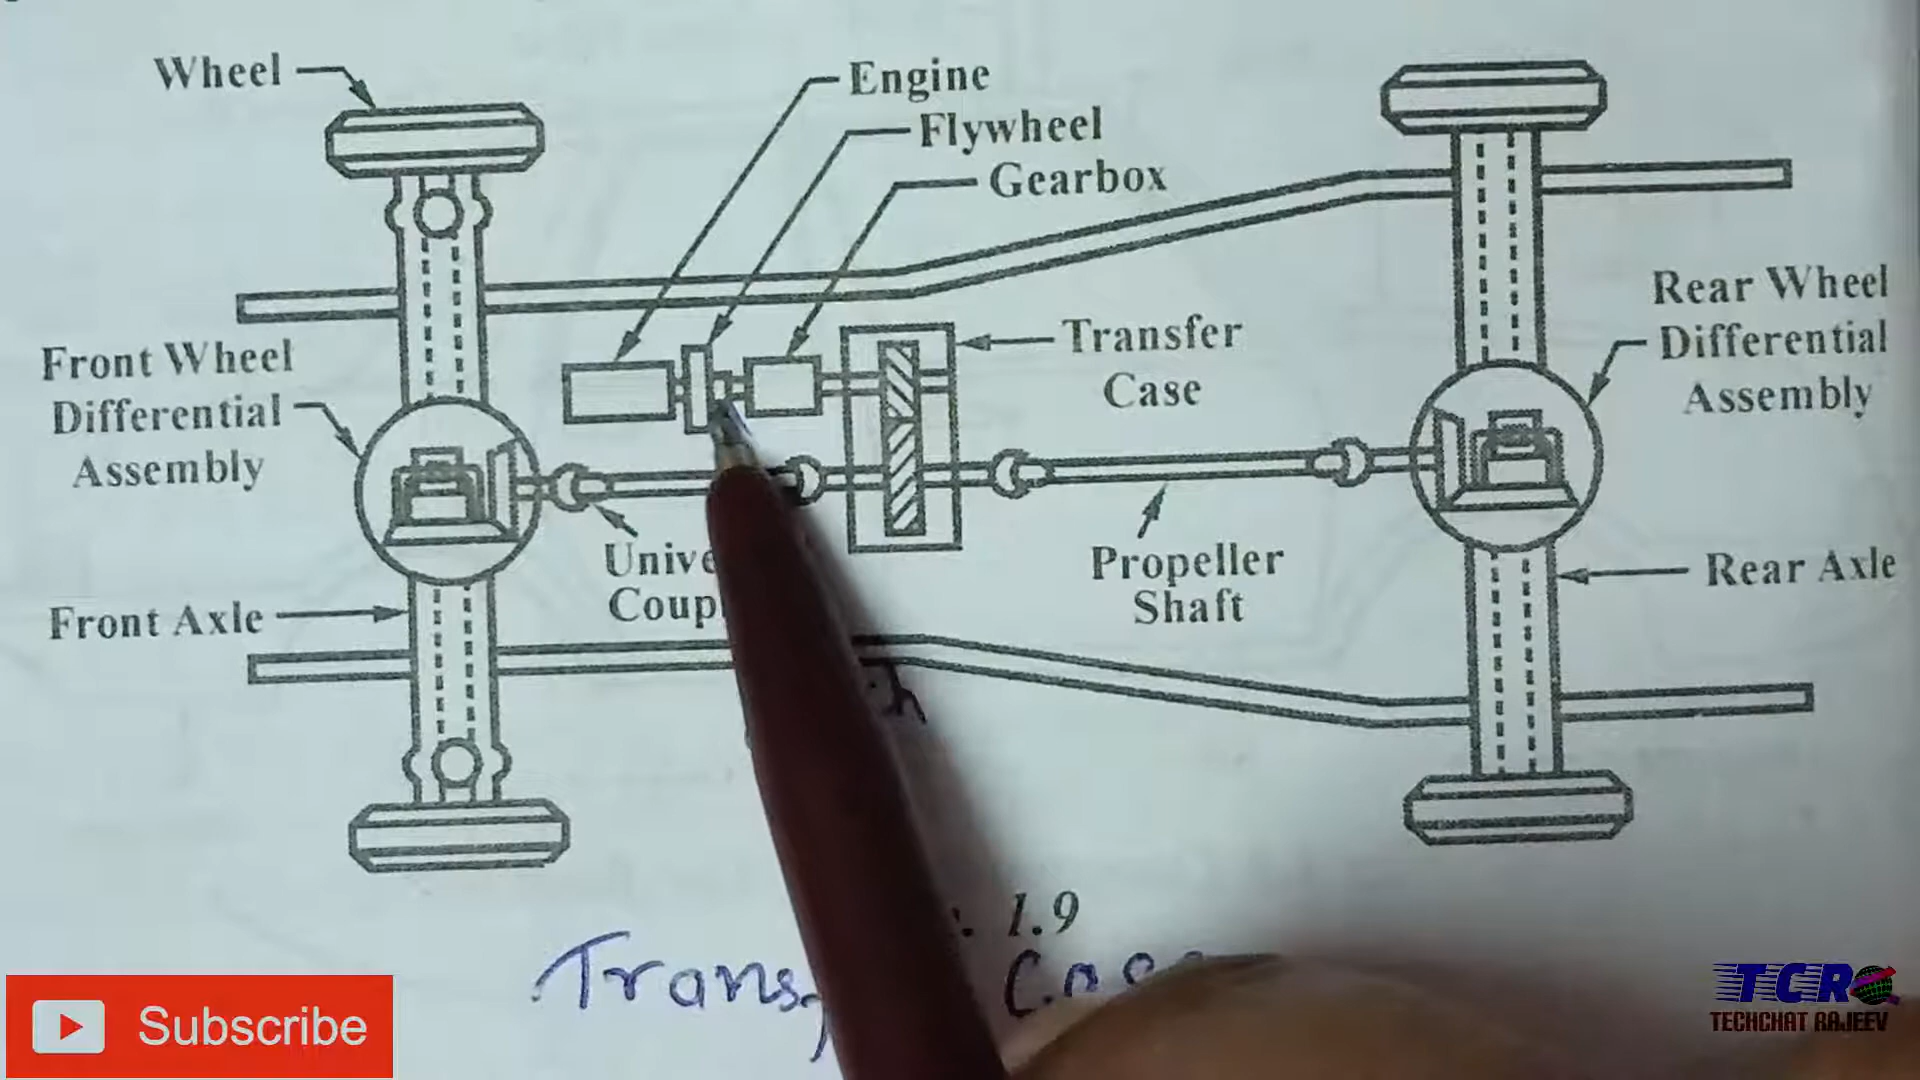 Wheel
Engine
Flywheel
Gearbox
Transfer
Case
Rear Wheel
Differential
Assembly
Front Wheel
Differential
Assembly
Propeller
Shaft
Rear Axle
Front Axle
1.9
Subscribe
TCR
TECHCHAT RAJEEV